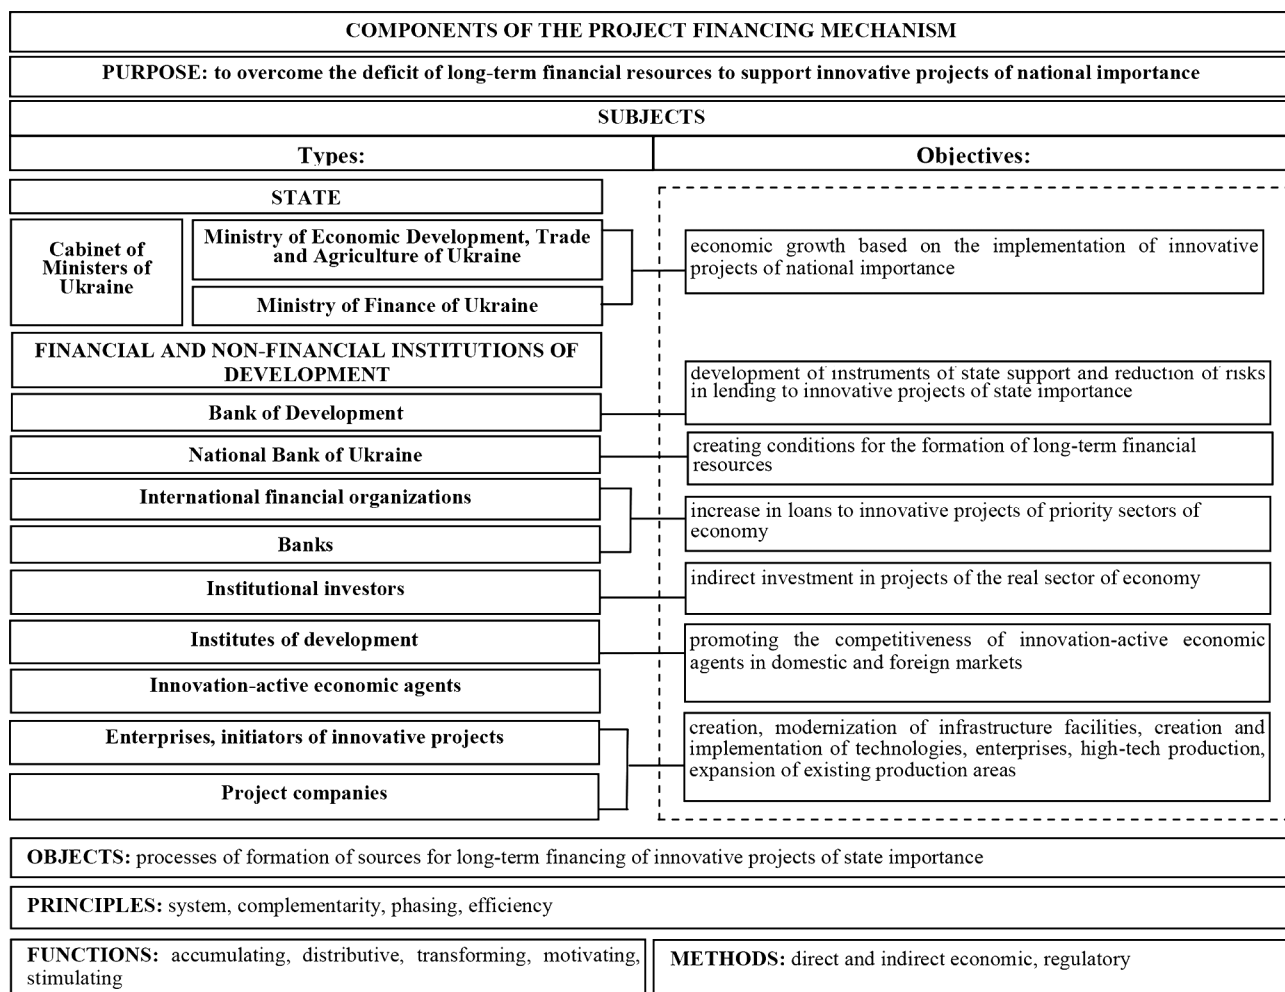 COMPONENTS OF THE PROJECT FINANCING MECHANISM
PURPOSE: to overcome the deficit of long-term financial resources to support innovative projects of national importance
SUBJECTS
Types:
Objectives:
STATE
Cabinet of
Ministers of
Ukraine
Ministry of Economic Development, Trade
and Agriculture of Ukraine
Ministry of Finance of Ukraine
economic growth based on the implementation of innovative
projects of national importance
FINANCIAL AND NON-FINANCIAL INSTITUTIONS OF
DEVELOPMENT
Bank of Development
development of instruments of state support and reduction of risks
in lending to innovative projects of state importance
National Bank of Ukraine
creating conditions for the formation of long-term financial
resources
International financial organizations
Banks
increase in loans to innovative projects of priority sectors of
economy
Institutional investors
indirect investment in projects of the real sector of economy
Institutes of development
promoting the competitiveness of innovation-active economic
agents in domestic and foreign markets
Innovation-active economic agents
Enterprises, initiators of innovative projects
Project companies
creation, modernization of infrastructure facilities, creation and
implementation of technologies, enterprises, high-tech production,
expansion of existing production areas
OBJECTS: processes of formation of sources for long-term financing of innovative projects of state importance
PRINCIPLES: system, complementarity, phasing, efficiency
FUNCTIONS: accumulating, distributive, transforming, motivating,
stimulating
METHODS: direct and indirect economic, regulatory